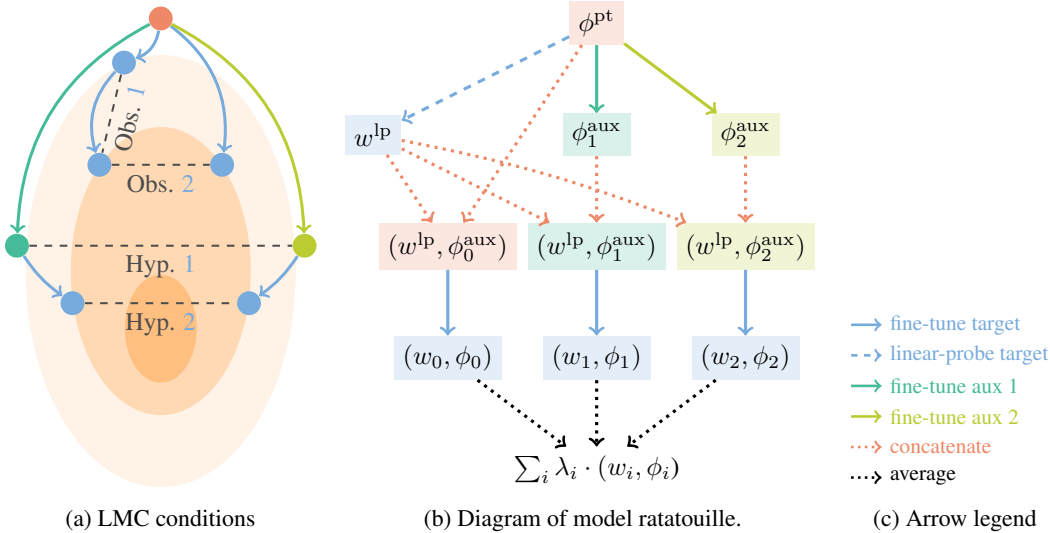 Obs. 1
Obs. 2
Hyp. 1
Hyp. 2
(a) LMC conditions
ϕ^pt
w^lp
ϕ_1^aux
ϕ_2^aux
(w^lp, ϕ_0^aux)
(w^lp, ϕ_1^aux)
(w^lp, ϕ_2^aux)
(w_0, ϕ_0)
(w_1, ϕ_1)
(w_2, ϕ_2)
∑_i λ_i · (w_i, ϕ_i)
(b) Diagram of model ratatouille.
fine-tune target
linear-probe target
fine-tune aux 1
fine-tune aux 2
concatenate
average
(c) Arrow legend